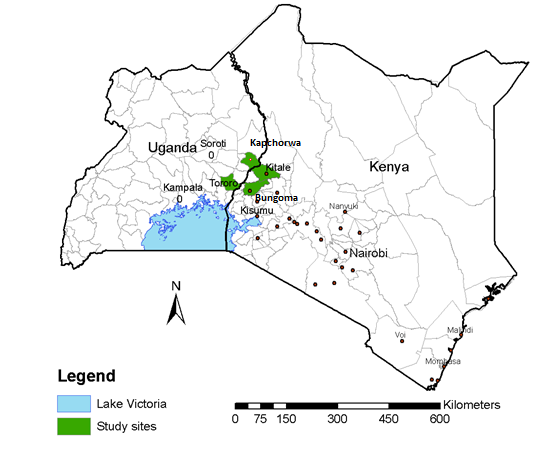 Kapchorwa
Soroti
0
Uganda
Kitale
Kenya
Tororo
Kampala
0
Bungoma
Kisumu
Nanyuki
Nairobi
N
Voi
Malindi
Mombasa
Legend
Lake Victoria
Study sites
0 40 75 150 300 450 600 Kilometers